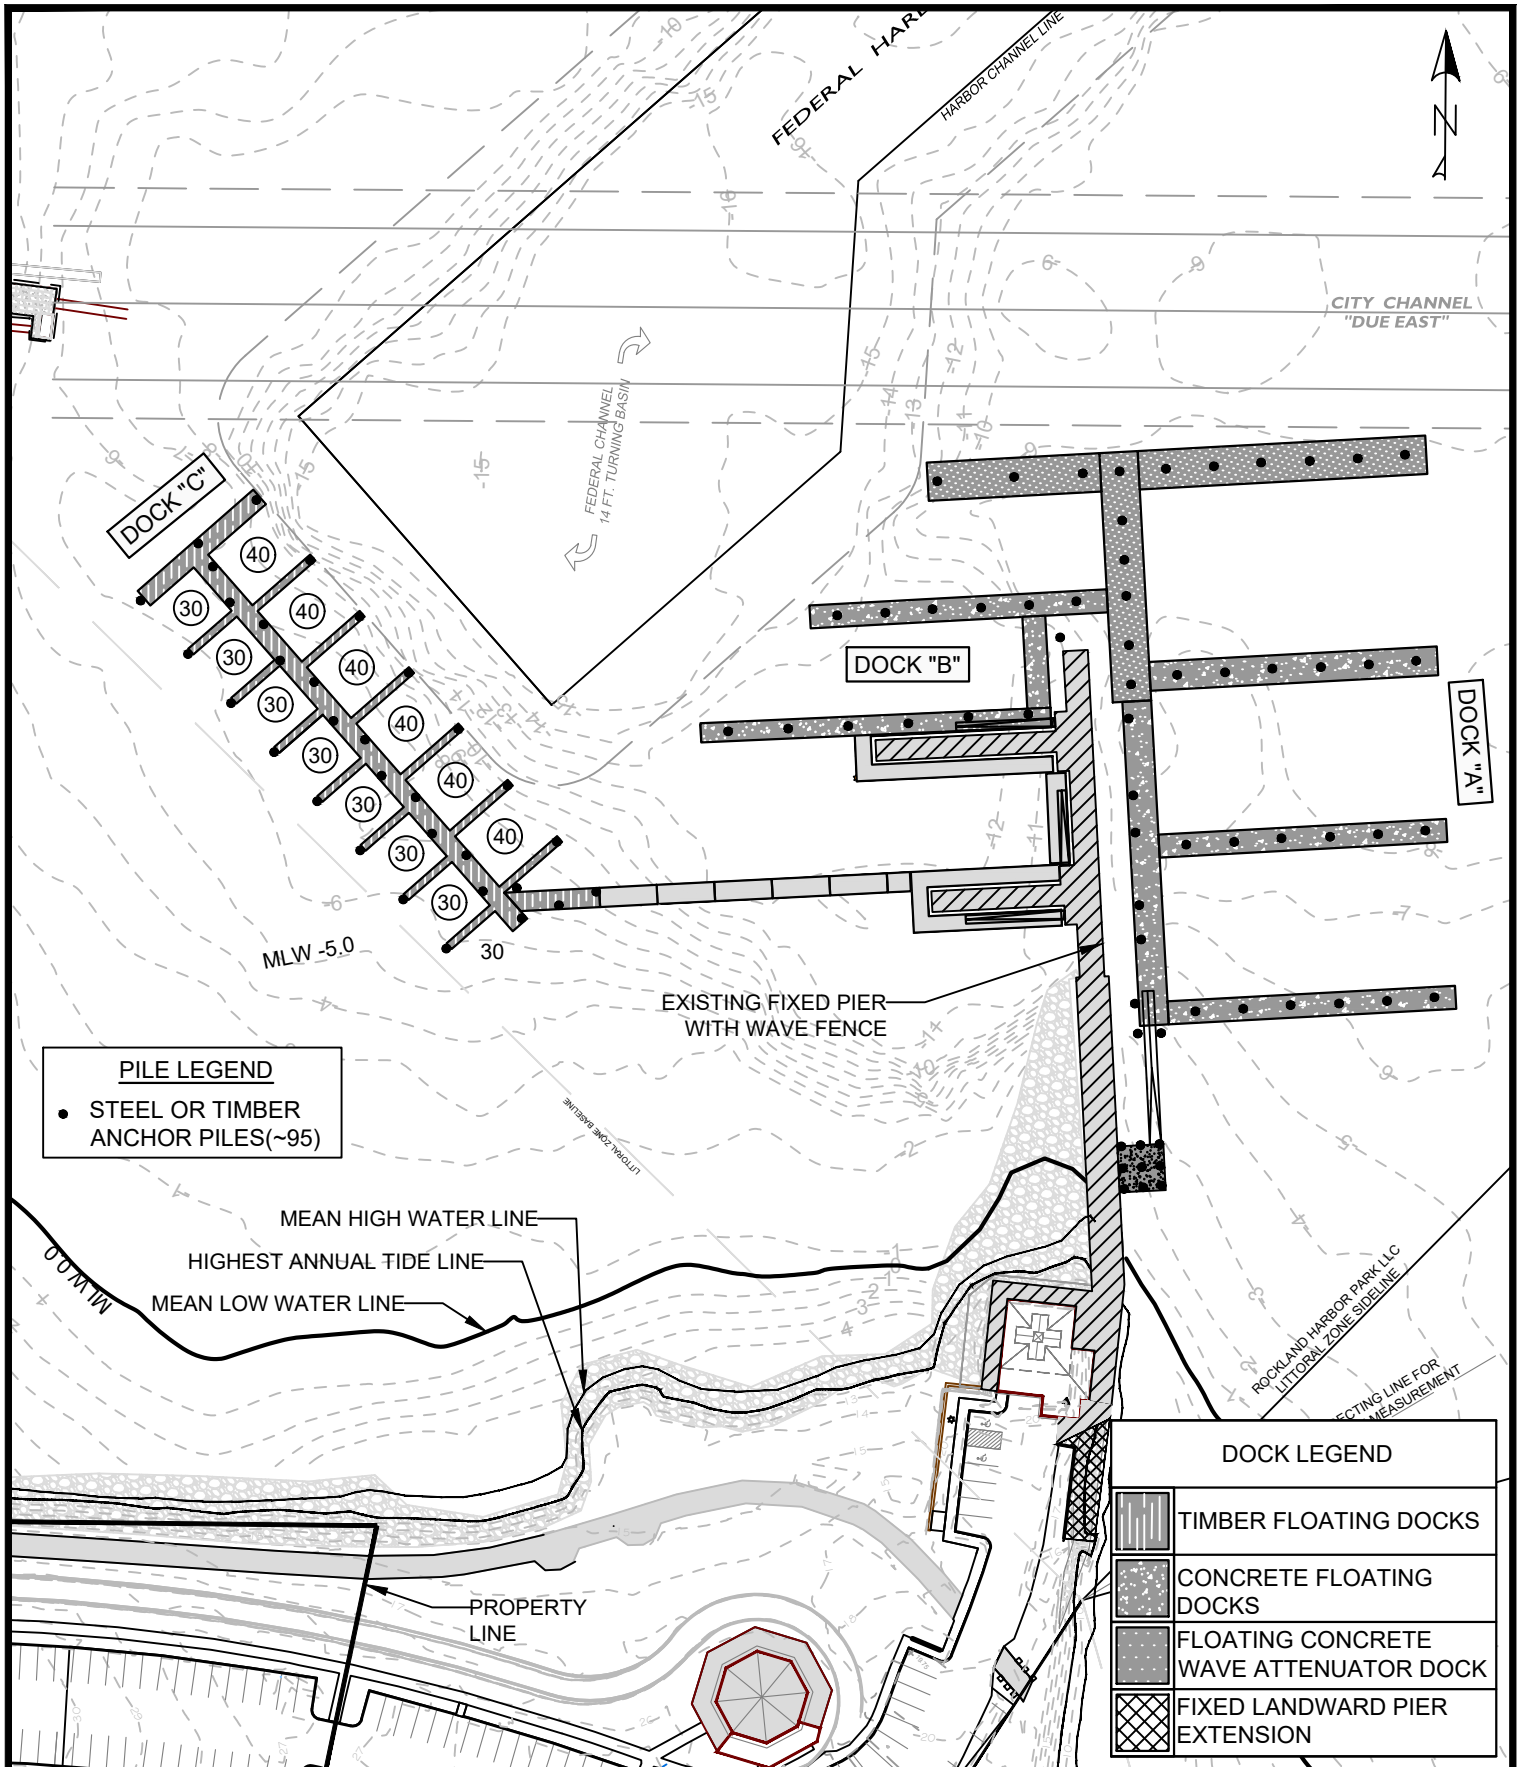 FEDERAL HAR
HARBOR CHANNEL LINE
N
CITY CHANNEL
"DUE EAST"
FEDERAL CHANNEL
14 FT. TURNING BASIN
DOCK "C"
40
40
40
40
40
40
30
30
30
30
30
30
30
30
DOCK "B"
DOCK "A"
MLW -5.0
EXISTING FIXED PIER
WITH WAVE FENCE
PILE LEGEND
STEEL OR TIMBER
ANCHOR PILES(~95)
LITTORAL ZONE BASELINE
MEAN HIGH WATER LINE
HIGHEST ANNUAL TIDE LINE
MEAN LOW WATER LINE
MLW 0.0
ROCKLAND HARBOR PARK LLC
LITTORAL ZONE SIDELINE
ECTING LINE FOR
MEASUREMENT
PROPERTY
LINE
DOCK LEGEND
TIMBER FLOATING DOCKS
CONCRETE FLOATING
DOCKS
FLOATING CONCRETE
WAVE ATTENUATOR DOCK
FIXED LANDWARD PIER
EXTENSION